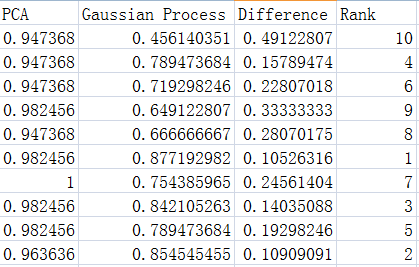 PCA Gaussian Process Difference Rank
0.947368 0.456140351 0.49122807 10
0.947368 0.789473684 0.15789474 4
0.947368 0.719298246 0.22807018 6
0.982456 0.649122807 0.33333333 9
0.947368 0.666666667 0.28070175 8
0.982456 0.877192982 0.10526316 1
1 0.754385965 0.24561404 7
0.982456 0.842105263 0.14035088 3
0.982456 0.789473684 0.19298246 5
0.963636 0.854545455 0.10909091 2